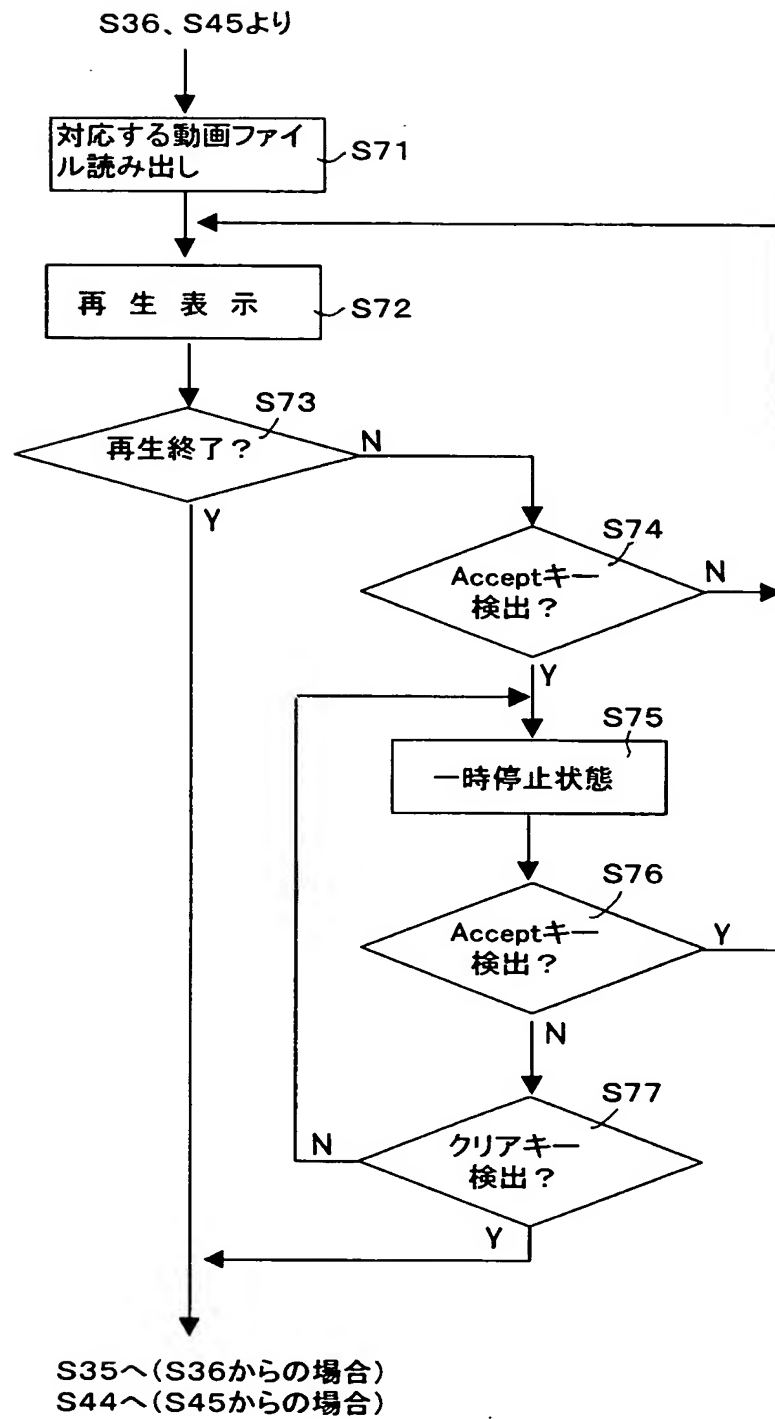 S36、S45より
対応する動画ファイ
ル読み出し
S71
再 生 表 示
S72
S73
再生終了?
N
Y
S74
Acceptキー
検出?
N
Y
S75
一時停止状態
S76
Acceptキー
検出?
Y
N
S77
クリアキー
検出?
N
Y
S35へ(S36からの場合)
S44へ(S45からの場合)